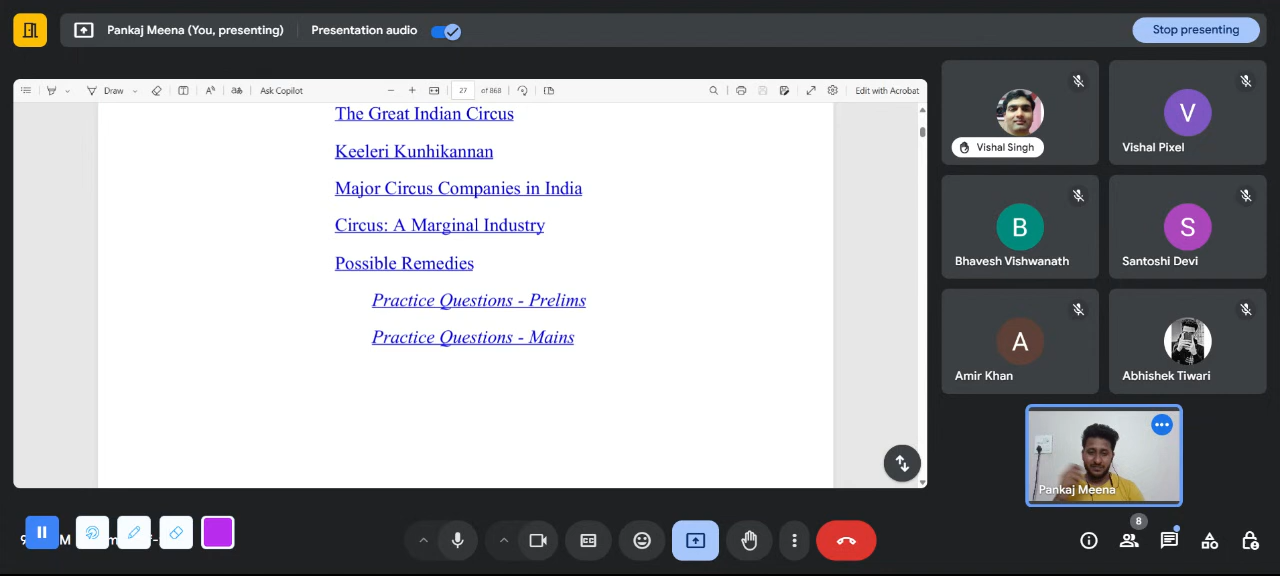 Pankaj Meena (You, presenting)
Presentation audio
Stop presenting
Draw
Ask Copilot
27
of 868
Edit with Acrobat
The Great Indian Circus
Keeleri Kunhikannan
Major Circus Companies in India
Circus: A Marginal Industry
Possible Remedies
Practice Questions - Prelims
Practice Questions - Mains
Vishal Singh
V
Vishal Pixel
B
Bhavesh Vishwanath
S
Santoshi Devi
A
Amir Khan
Abhishek Tiwari
Pankaj Meena
8